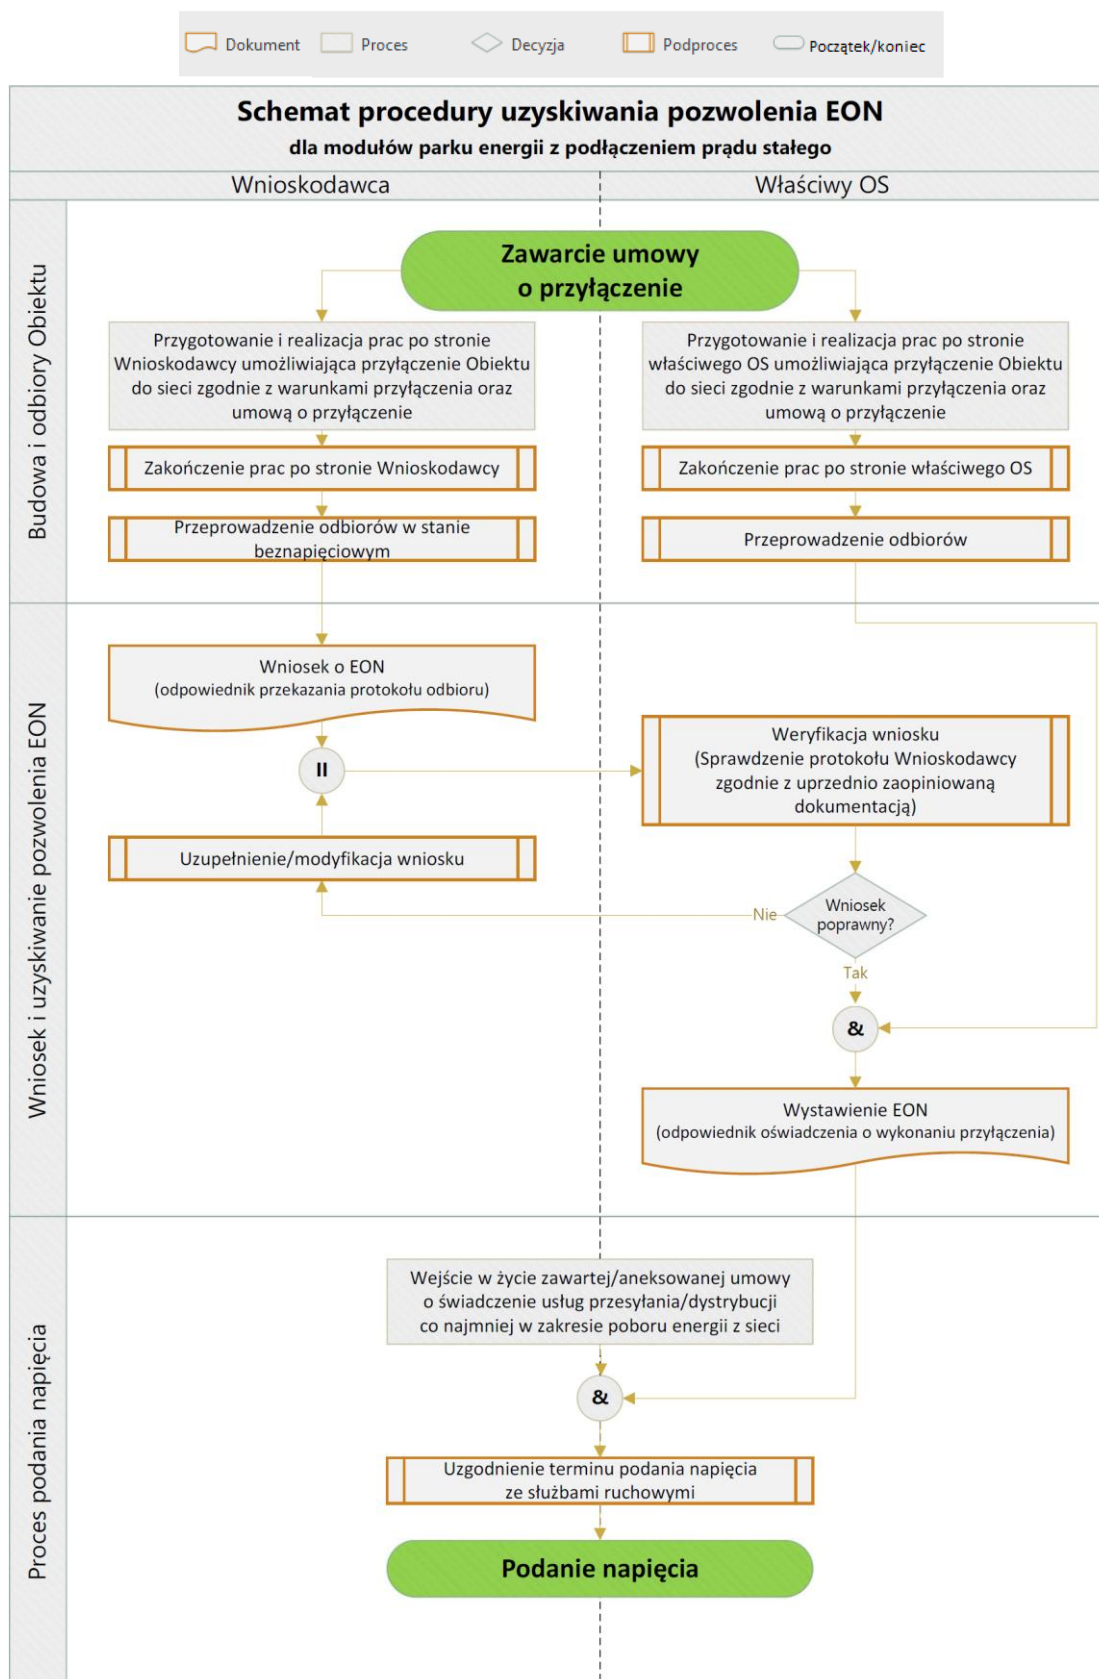 Dokument
Proces
Decyzja
Podproces
Początek/koniec
Schemat procedury uzyskiwania pozwolenia EON
dla modułów parku energii z podłączeniem prądu stałego
Wnioskodawca
Właściwy OS
Budowa i odbiory Obiektu
Zawarcie umowy
o przyłączenie
Przygotowanie i realizacja prac po stronie
Wnioskodawcy umożliwiająca przyłączenie Obiektu
do sieci zgodnie z warunkami przyłączenia oraz
umową o przyłączenie
Przygotowanie i realizacja prac po stronie
właściwego OS umożliwiająca przyłączenie Obiektu
do sieci zgodnie z warunkami przyłączenia oraz
umową o przyłączenie
Zakończenie prac po stronie Wnioskodawcy
Zakończenie prac po stronie właściwego OS
Przeprowadzenie odbiorów w stanie
beznapięciowym
Przeprowadzenie odbiorów
Wniosek i uzyskiwanie pozwolenia EON
Wniosek o EON
(odpowiednik przekazania protokołu odbioru)
II
Weryfikacja wniosku
(Sprawdzenie protokołu Wnioskodawcy
zgodnie z uprzednio zaopiniowaną
dokumentacją)
Uzupełnienie/modyfikacja wniosku
Nie
Wniosek
poprawny?
Tak
&
Wystawienie EON
(odpowiednik oświadczenia o wykonaniu przyłączenia)
Proces podania napięcia
Wejście w życie zawartej/aneksowanej umowy
o świadczenie usług przesyłania/dystrybucji
co najmniej w zakresie poboru energii z sieci
&
Uzgodnienie terminu podania napięcia
ze służbami ruchowymi
Podanie napięcia